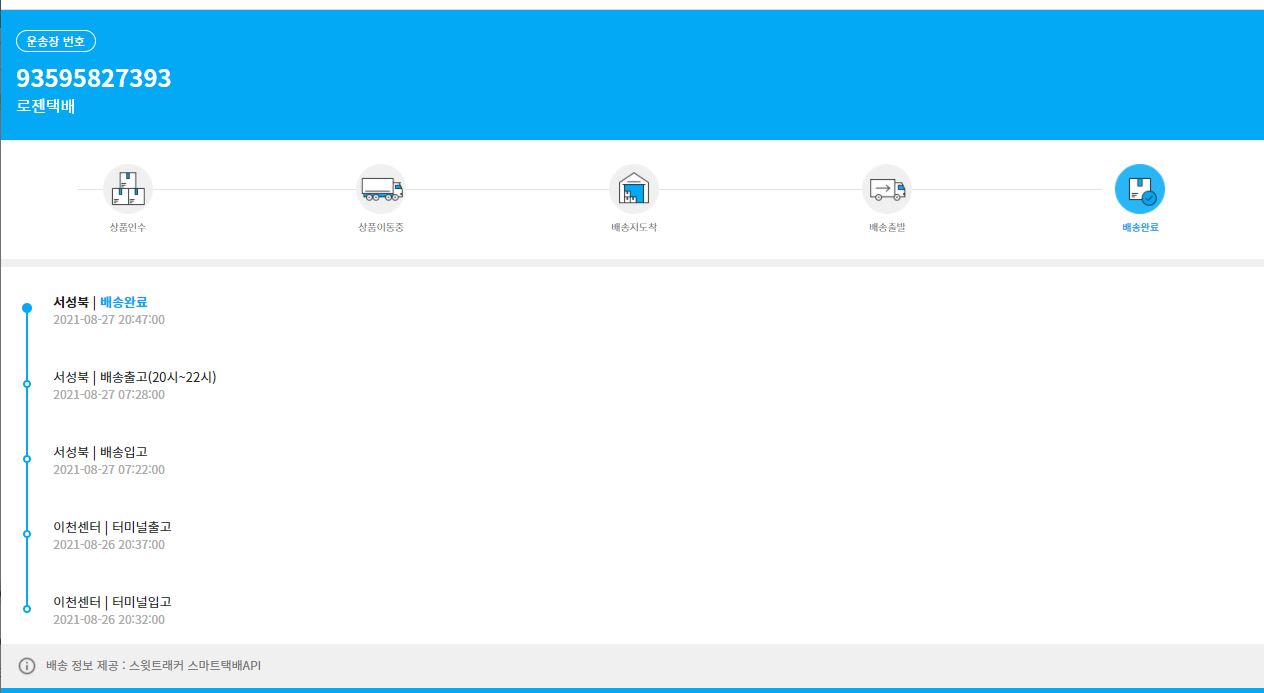 운송장 번호
93595827393
로젠택배
상품인수
상품이동중
배송지도착
배송출발
배송완료
서성북 | 배송완료
2021-08-27 20:47:00
서성북 | 배송출고(20시~22시)
2021-08-27 07:28:00
서성북 | 배송입고
2021-08-27 07:22:00
이천센터 | 터미널출고
2021-08-26 20:37:00
이천센터 | 터미널입고
2021-08-26 20:32:00
배송 정보 제공 : 스윗트래커 스마트택배API